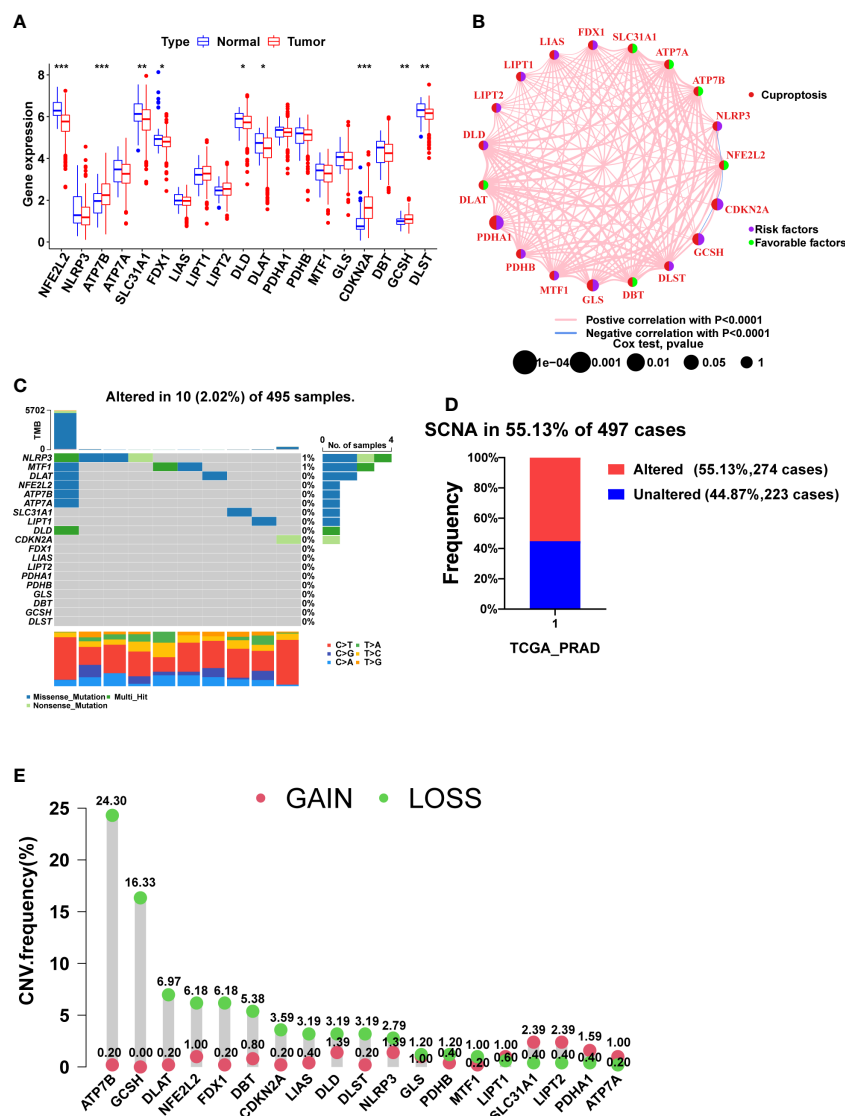 A
Type Normal Tumor
Gene expression
8
6
4
2
0
*** *** ** * * * *** ** **
NFE2L2 NLRP3 ATP7B ATP7A SLC31A1 FDX1 LIAS LIPT1 LIPT2 DLD DLAT PDHA1 PDHB MTF1 GLS CDKN2A DBT GCSH DLST
B
FDX1
SLC31A1
ATP7A
ATP7B
NLRP3
NFE2L2
CDKN2A
GCSH
DLST
DBT
GLS
MTF1
PDHB
PDHA1
DLAT
DLD
LIPT2
LIPT1
LIAS
Cuproptosis
Risk factors
Favorable factors
Postive correlation with P<0.0001
Negative correlation with P<0.0001
Cox test, pvalue
1e−04 0.001 0.01 0.05 1
C
Altered in 10 (2.02%) of 495 samples.
TMB
5702
0
No. of samples
0 4
NLRP3 1%
MTF1 1%
DLAT 0%
NFE2L2 0%
ATP7B 0%
ATP7A 0%
SLC31A1 0%
LIPT1 0%
DLD 0%
CDKN2A 0%
FDX1 0%
LIAS 0%
LIPT2 0%
PDHA1 0%
PDHB 0%
GLS 0%
DBT 0%
GCSH 0%
DLST 0%
C>T T>A
C>G T>C
C>A T>G
Missense_Mutation Multi_Hit
Nonsense_Mutation
D
SCNA in 55.13% of 497 cases
Frequency
100%
80%
60%
40%
20%
0%
1
TCGA_PRAD
Altered (55.13%,274 cases)
Unaltered (44.87%,223 cases)
E
GAIN LOSS
CNV.frequency(%)
25
20
15
10
5
0
24.30 16.33 6.97 6.18 6.18 5.38 3.59 3.19 3.19 3.19 2.79 1.20 1.20 1.00 1.00 2.39 2.39 1.59 1.00
0.20 0.00 0.20 1.00 0.20 0.80 0.20 0.40 1.39 0.20 1.39 1.00 0.40 0.20 0.60 0.40 0.40 0.40 0.20
ATP7B GCSH DLAT NFE2L2 FDX1 DBT CDKN2A LIAS DLD DLST NLRP3 GLS PDHB MTF1 LIPT1 SLC31A1 LIPT2 PDHA1 ATP7A